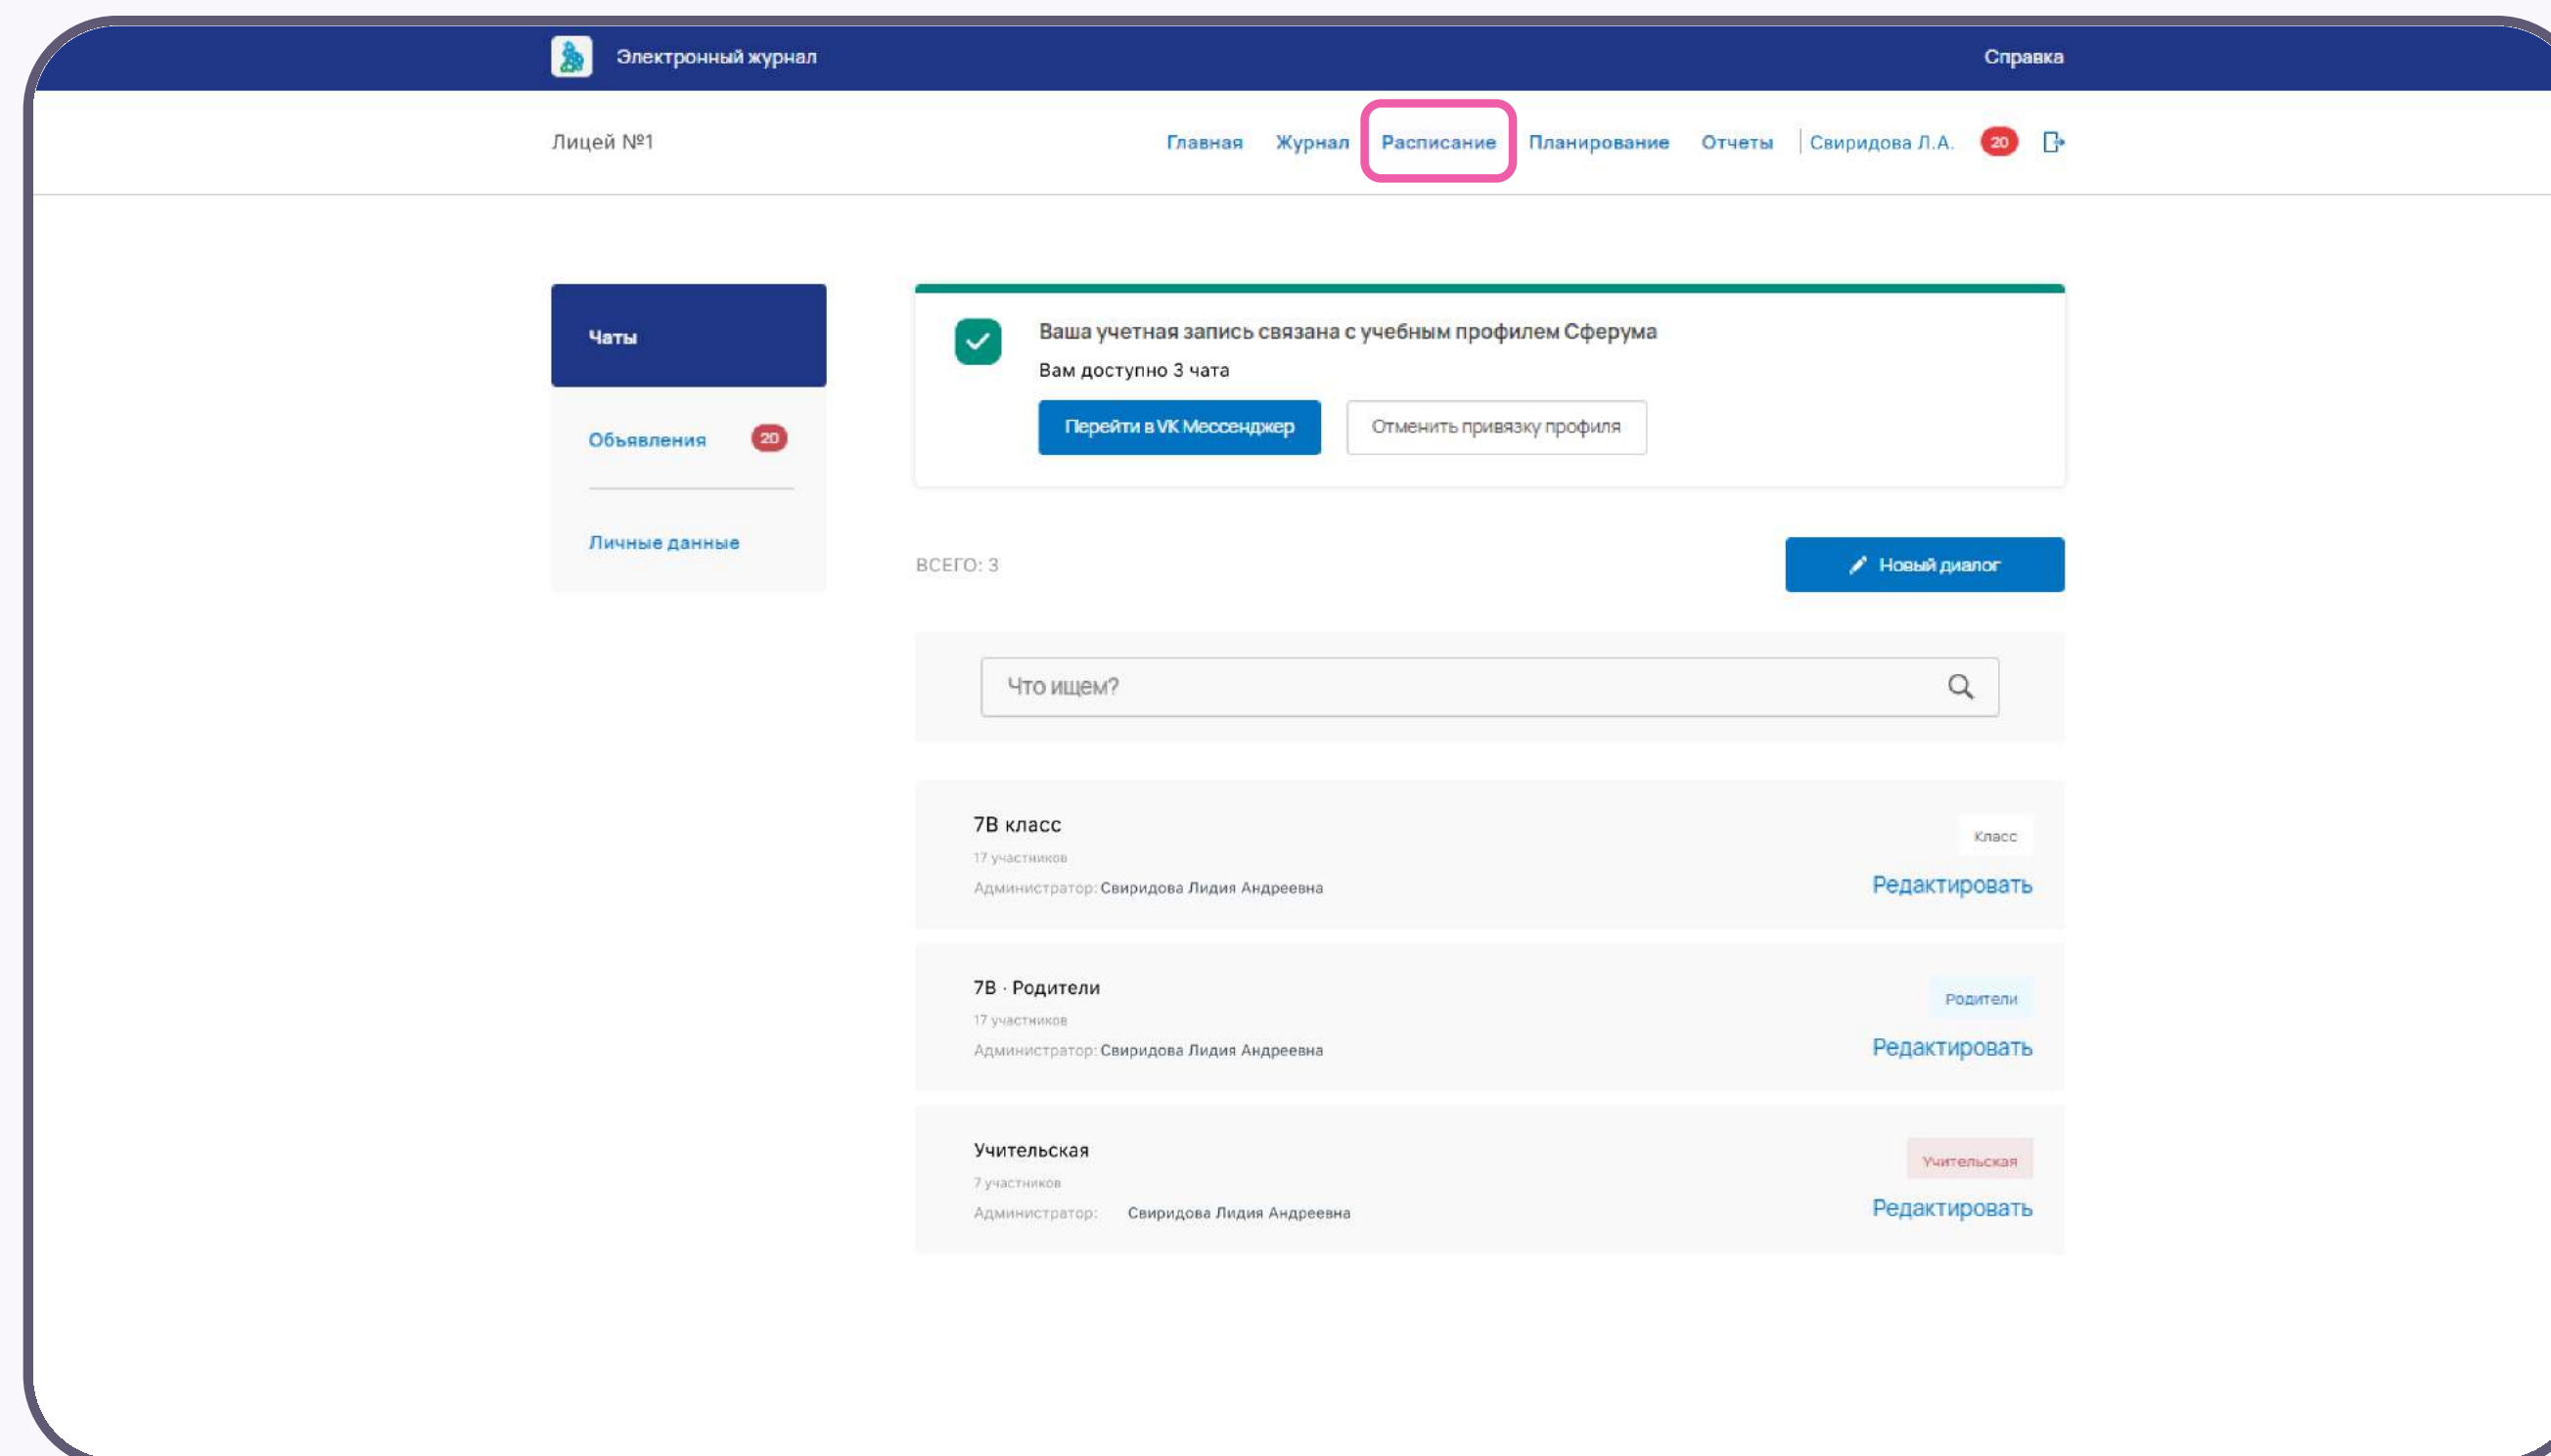 Электронный журнал
Справка
Лицей №1
Главная Журнал Расписание Планирование Отчеты Свиридова Л.А. 20
Чаты
Объявления 20
Личные данные
Ваша учетная запись связана с учебным профилем Сферума
Вам доступно 3 чата
Перейти в VK Мессенджер
Отменить привязку профиля
ВСЕГО: 3
Новый диалог
Что ищем?
7В класс
17 участников
Администратор: Свиридова Лидия Андреевна
Класс
Редактировать
7В · Родители
17 участников
Администратор: Свиридова Лидия Андреевна
Родители
Редактировать
Учительская
7 участников
Администратор: Свиридова Лидия Андреевна
Учительская
Редактировать